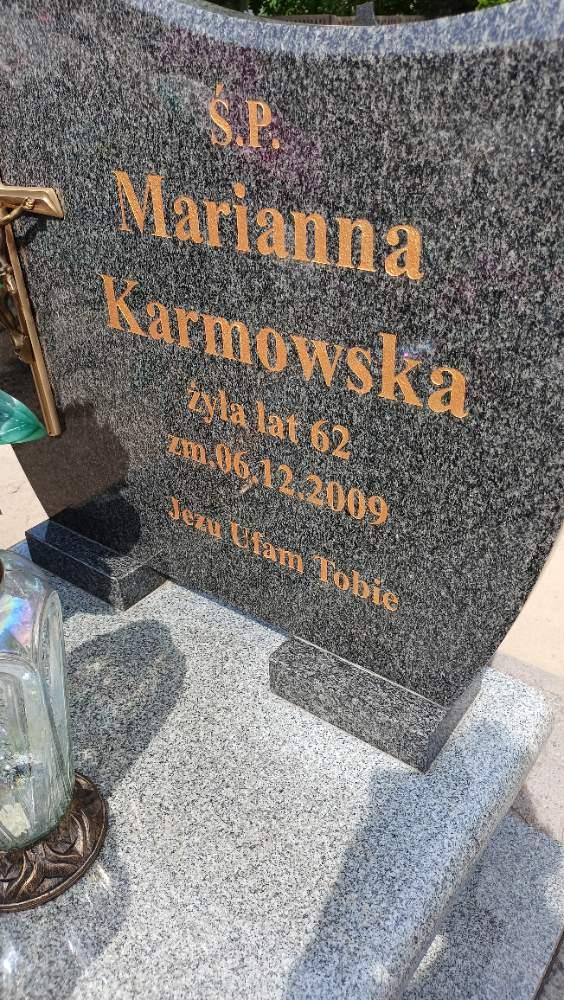 Ś.P.
Marianna
Karmowska
żyła lat 62
zm.06.12.2009
Jezu Ufam Tobie